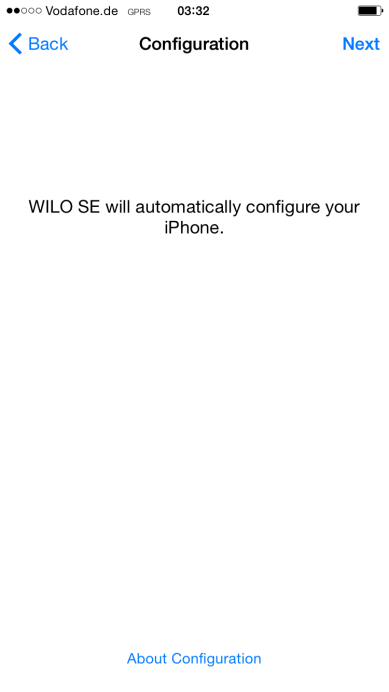 Vodafone.de GPRS 03:32
Back Configuration Next
WILO SE will automatically configure your
iPhone.
About Configuration